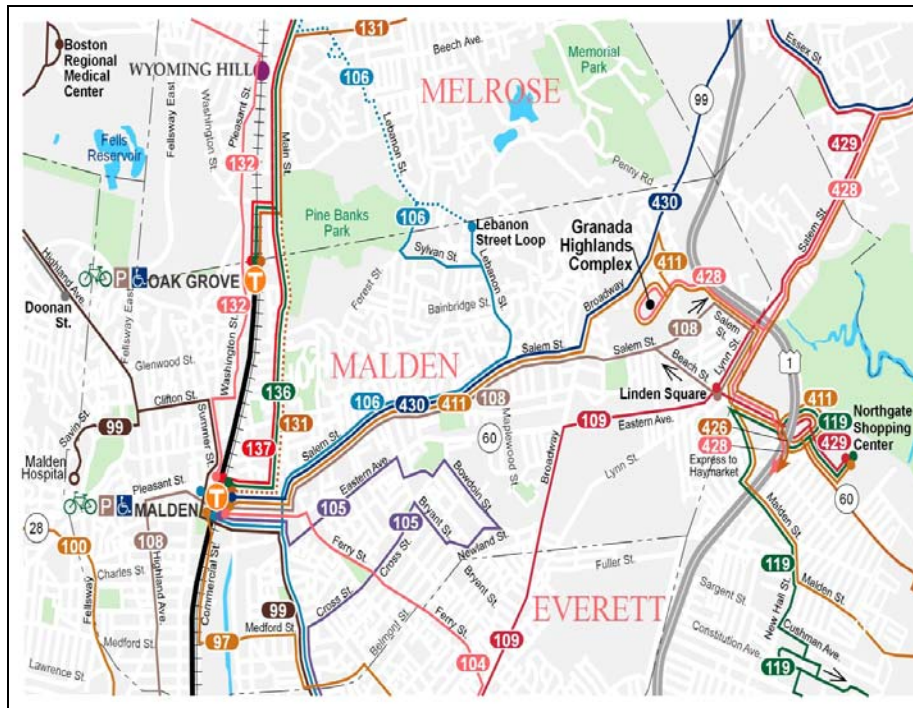 131
Essex St.
Boston
Regional
Medical
Center
WYOMING HILL
Beech Ave.
Memorial
Park
106
MELROSE
99
Fellsway East
Washington St.
Pleasant St.
Main St.
Lebanon St.
429
428
Fells
Reservoir
132
Penny Rd
Salem St.
430
Pine Banks
Park
106
Lebanon
Street Loop
Granada
Highlands
Complex
411
428
Sylvan St.
Lebanon St.
Highland Ave.
P
OAK GROVE
T
Forest St.
Broadway
Doonan
St.
Fellsway East
132
Washington St.
Bainbridge St.
108
Salem St.
Lynn St.
1
Glenwood St.
MALDEN
Salem St.
Beach St.
136
Linden Square
411
119
Northgate
Shopping
Center
Clifton St.
106
430
411
108
Savin St.
99
Summer St.
131
137
Salem St.
60
Maplewood St.
109
Eastern Ave.
426
428
429
Express to
Haymarket
Malden
Hospital
Eastern Ave
Bowdoin St.
Broadway
Lynn St.
60
Pleasant St.
P
MALDEN
T
105
105
Bryant St.
Malden St.
28
100
108
Ferry St.
Cross St.
Newland St.
Fuller St.
119
Charles St.
Fellsway
Highland Ave.
Commercial St.
99
Cross St.
Bryant St.
Malden St.
Sargent St.
New Hall St.
Medford St.
97
Medford St.
Belmont St.
Ferry St.
EVERETT
Cushman Ave.
Constitution Ave.
Lawrence St.
104
109
119